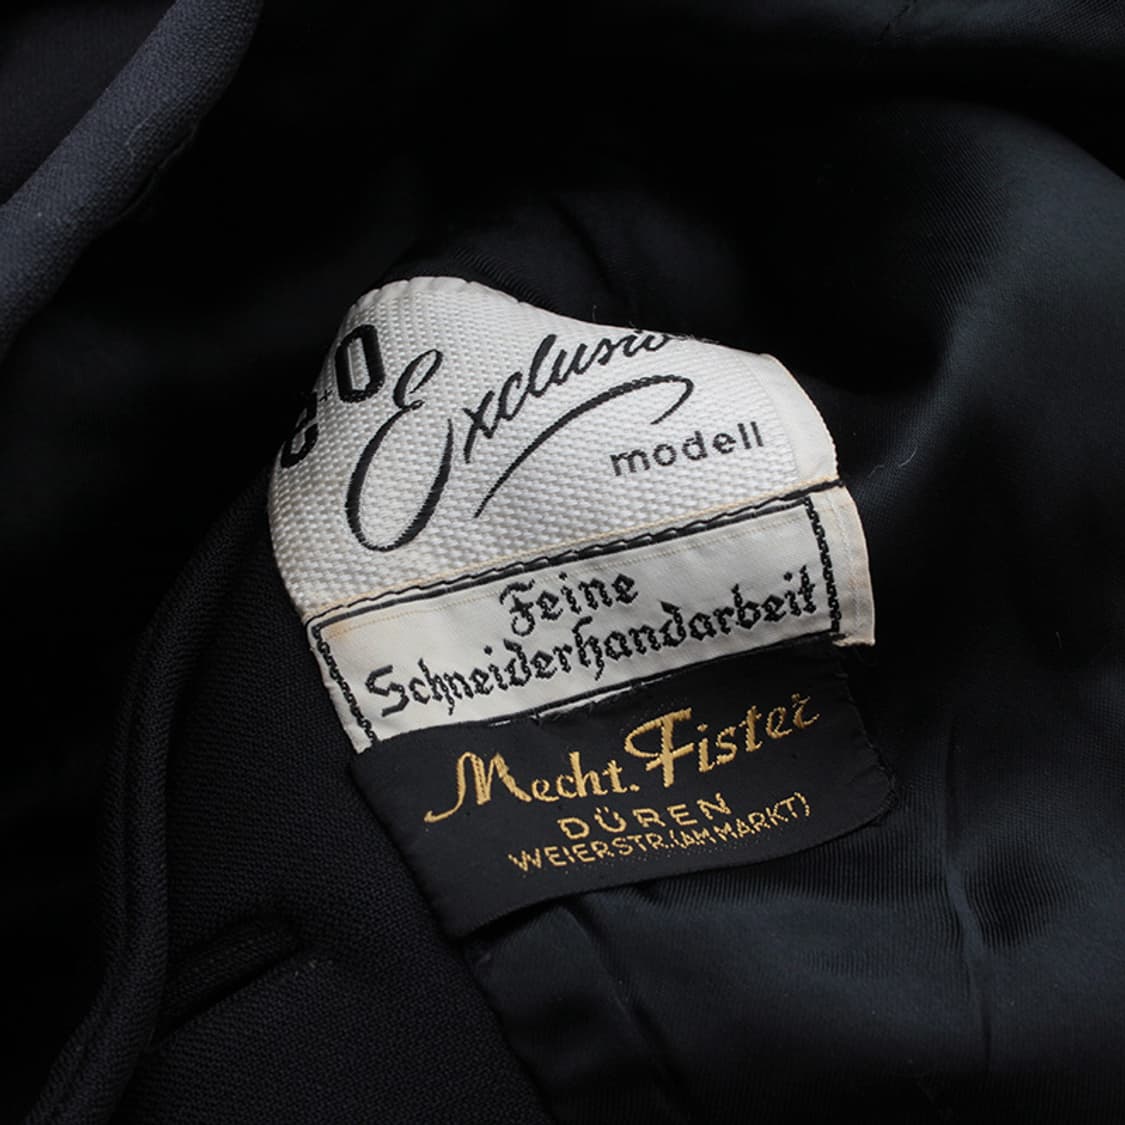 Exclusiv
modell
Feine
Schneiderhandarbeit
Mecht. Fister
DÜREN
WEIERSTR. (AM MARKT)